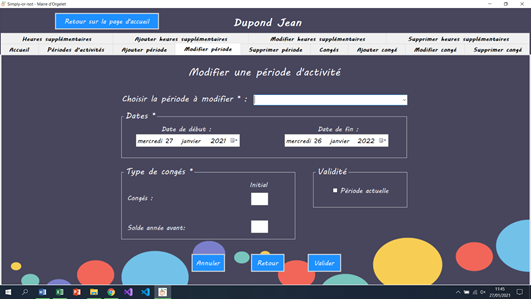 Simply-or-not - Mairie d'Orgelet
Retour sur la page d'accueil
Dupond Jean
Heures supplémentaires Ajouter heures supplémentaires Modifier heures supplémentaires Supprimer heures supplémentaires
Accueil Périodes d'activités Ajouter période Modifier période Supprimer période Congés Ajouter congé Modifier congé Supprimer congé
Modifier une période d'activité
Choisir la période à modifier * :
Dates *
Date de début : Date de fin :
mercredi 27 janvier 2021 mercredi 26 janvier 2022
Type de congés * Validité
Initial
Congés : Période actuelle
Solde année avant:
Annuler Retour Valider
11:45
27/01/2021